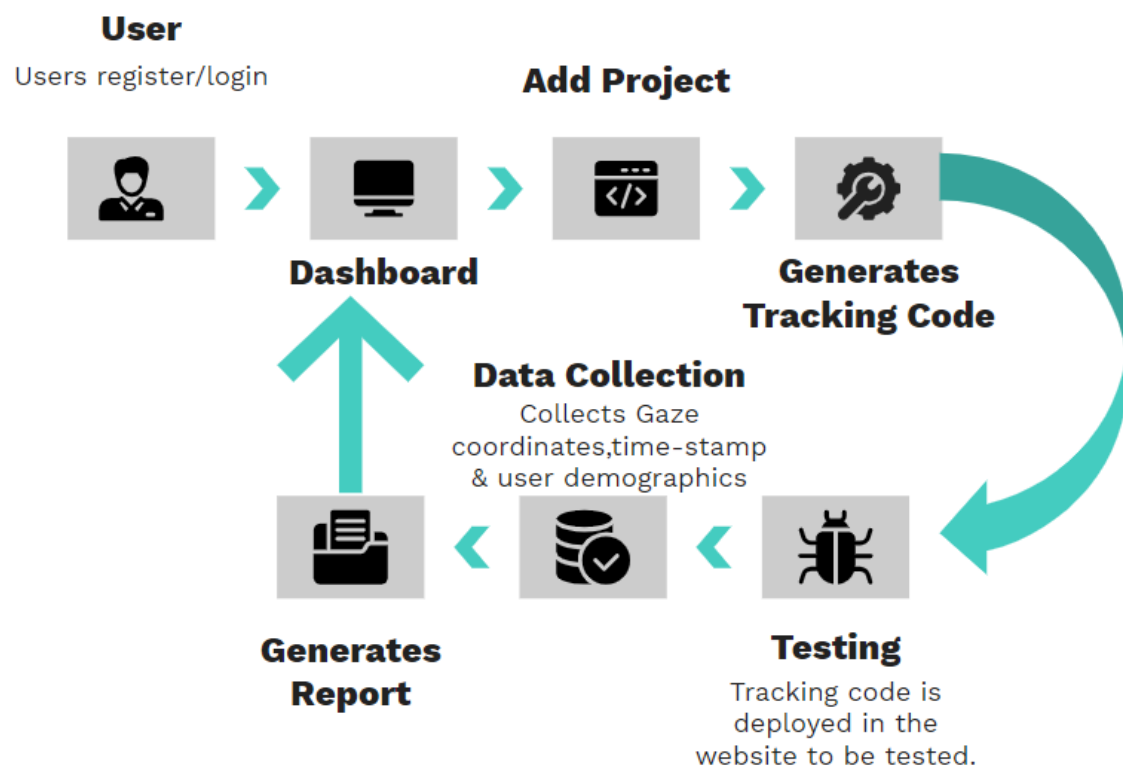 User
Users register/login
Add Project
Dashboard
Generates
Tracking Code
Data Collection
Collects Gaze
coordinates,time-stamp
& user demographics
Generates
Report
Testing
Tracking code is
deployed in the
website to be tested.